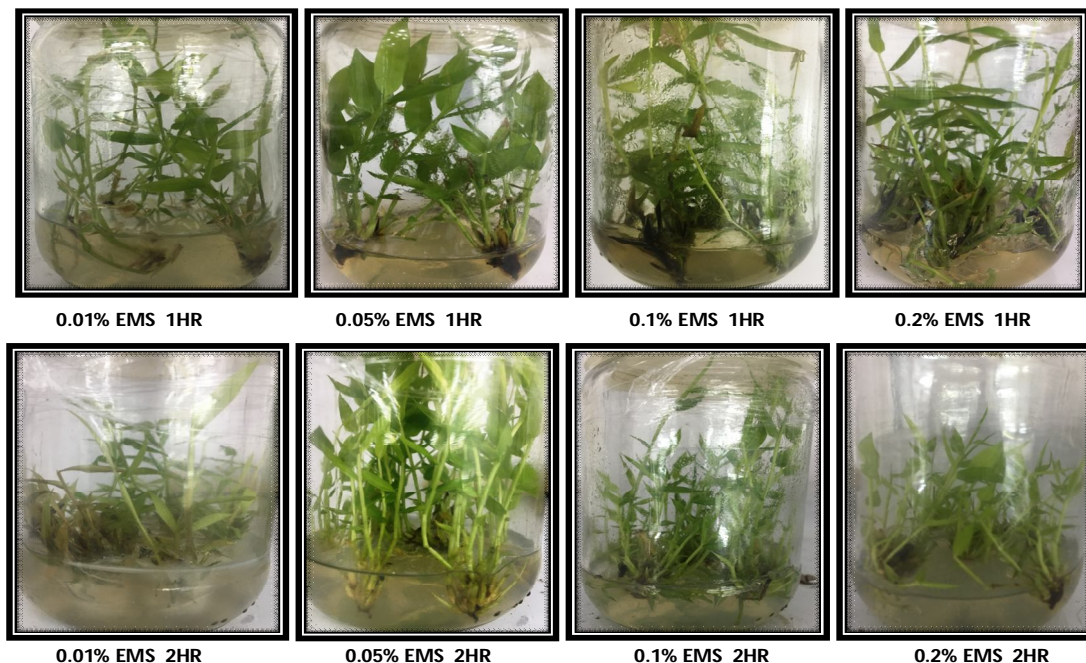 0.01% EMS 1HR
0.05% EMS 1HR
0.1% EMS 1HR
0.2% EMS 1HR
0.01% EMS 2HR
0.05% EMS 2HR
0.1% EMS 2HR
0.2% EMS 2HR